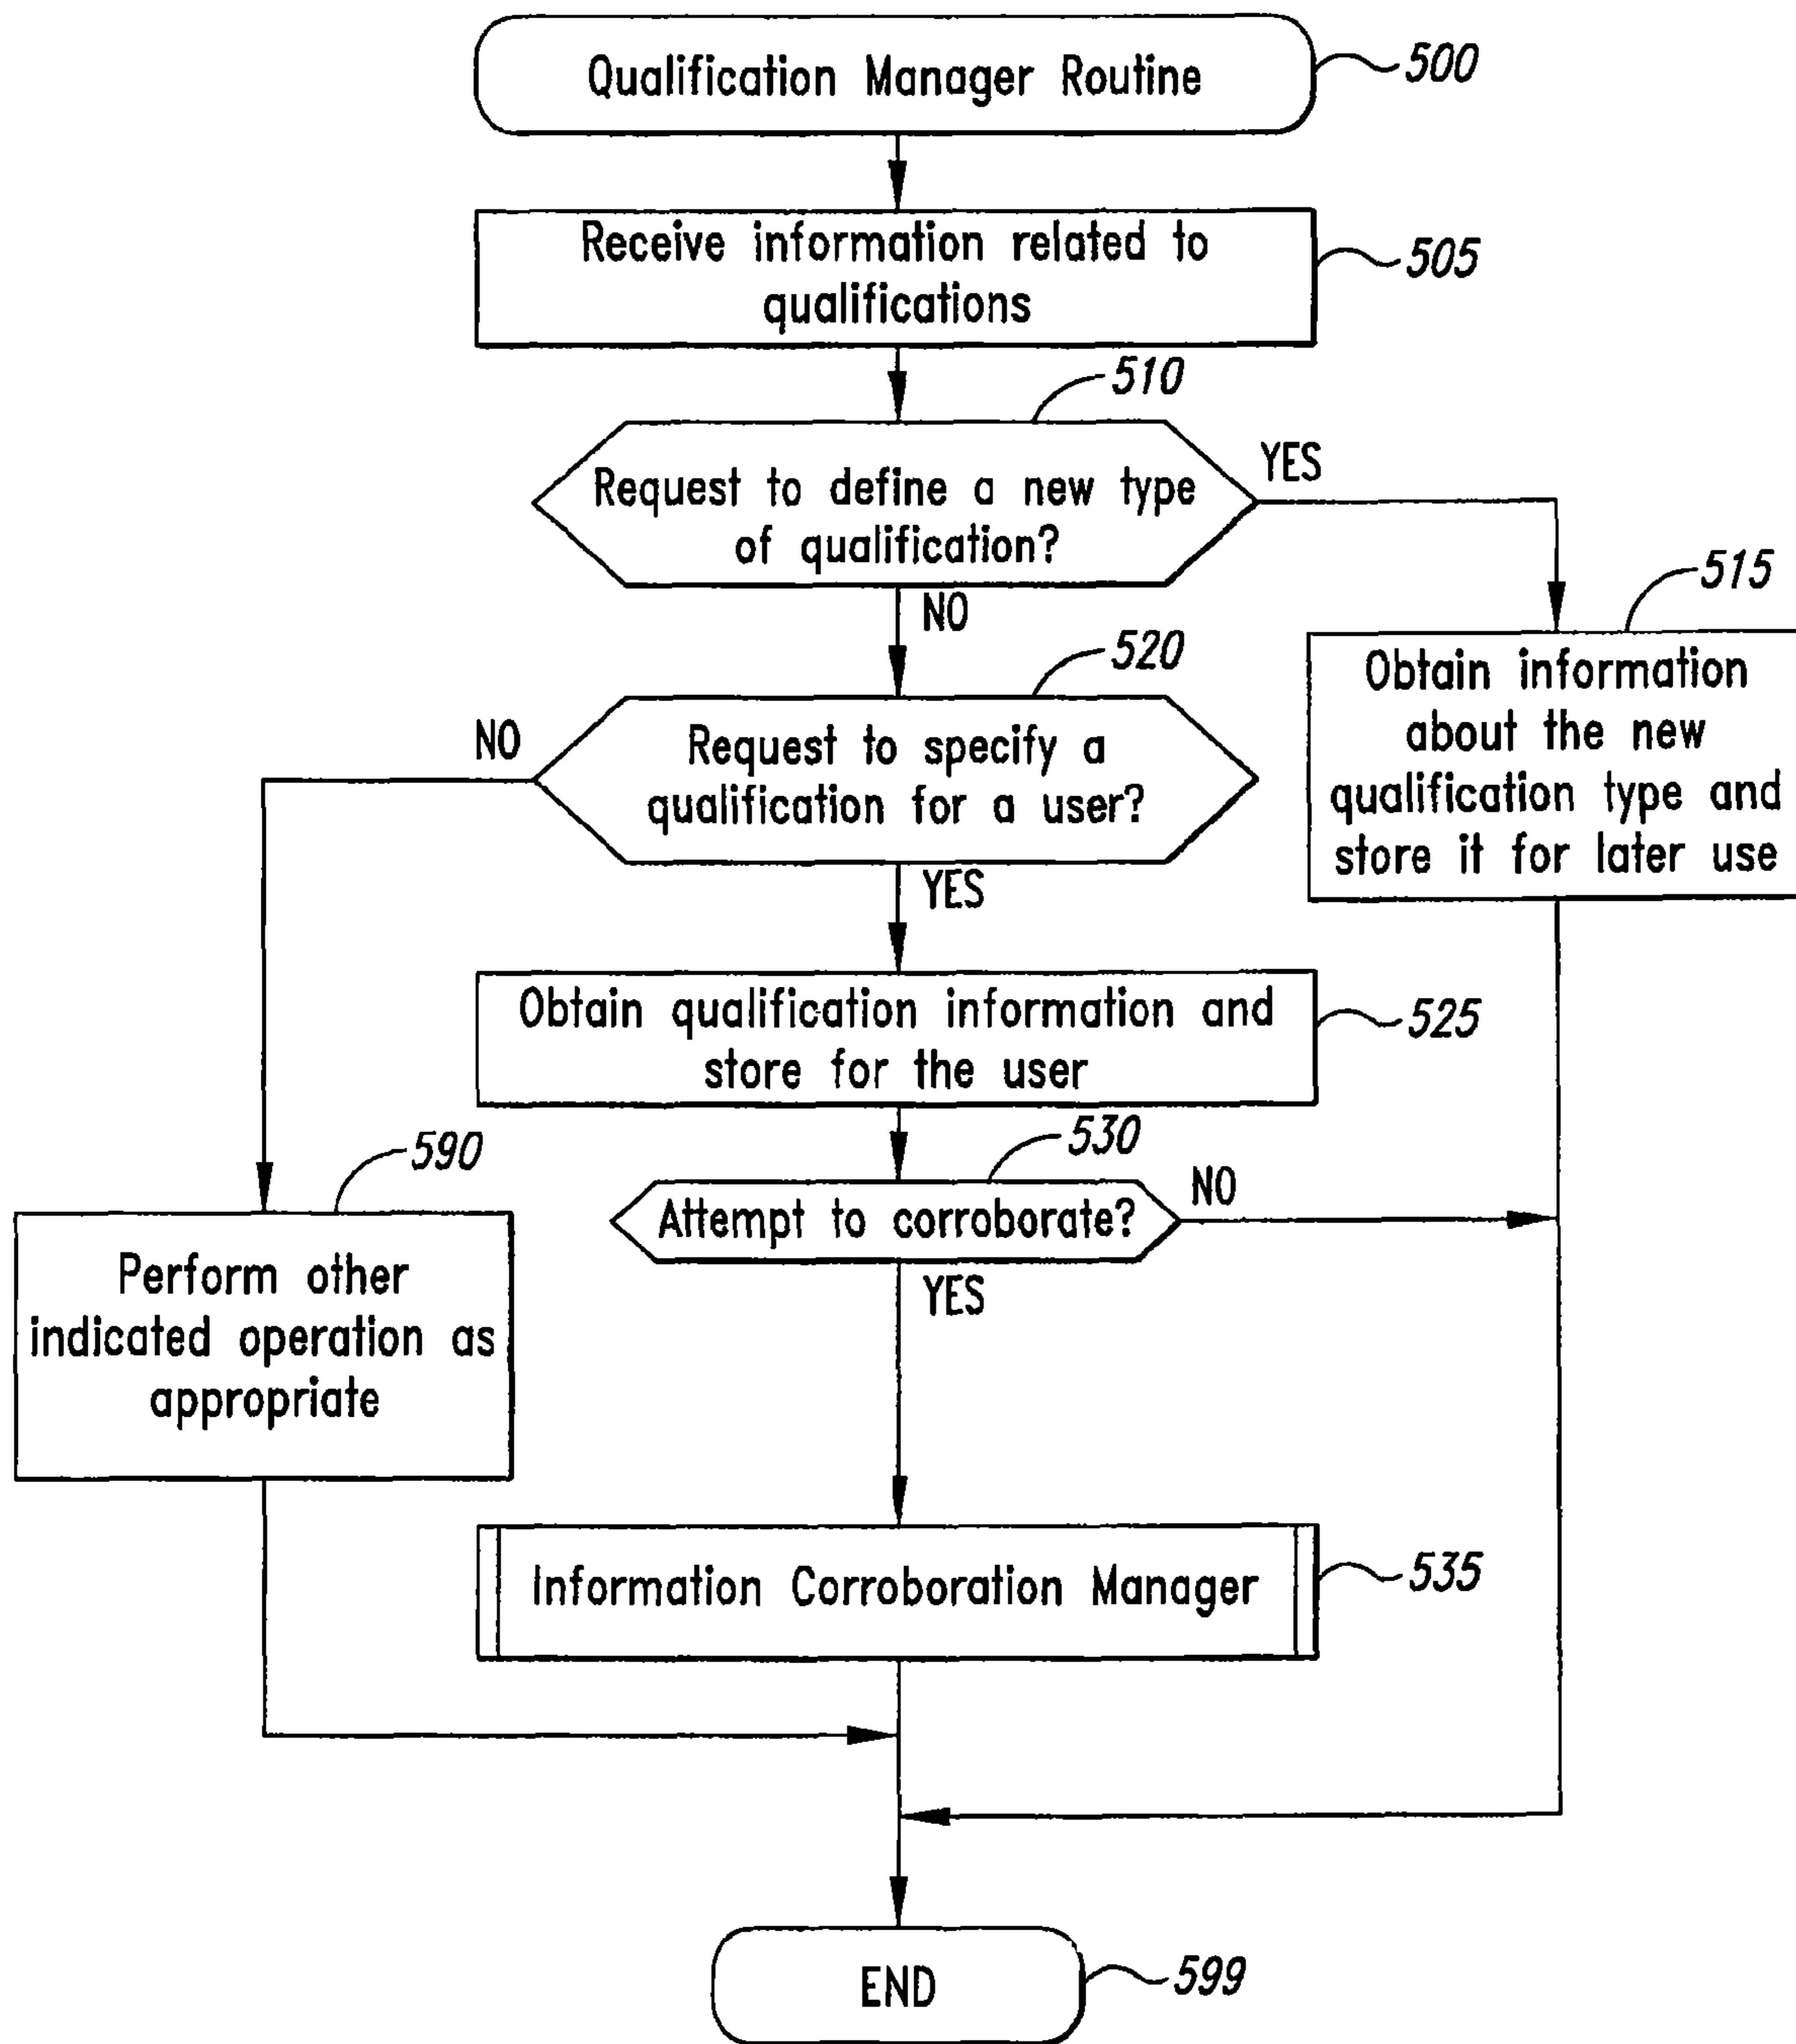 Qualification Manager Routine
500
Receive information related to
qualifications
505
510
Request to define a new type
of qualification?
YES
NO
515
Obtain information
about the new
qualification type and
store it for later use
520
Request to specify a
qualification for a user?
NO
YES
Obtain qualification information and
store for the user
525
530
Attempt to corroborate?
NO
YES
590
Perform other
indicated operation as
appropriate
Information Corroboration Manager
535
END
599